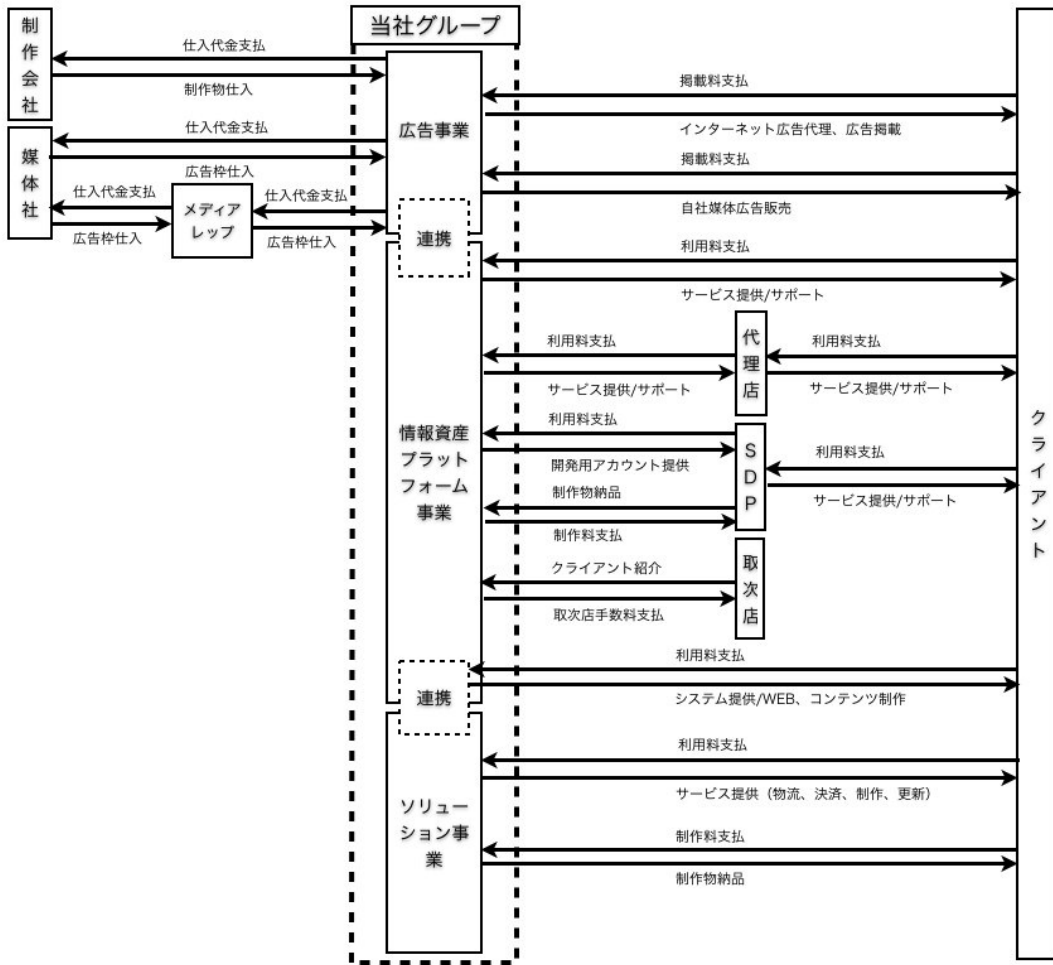 当社グループ
制
作
会
社
仕入代金支払
制作物仕入
媒
体
社
仕入代金支払
広告枠仕入
仕入代金支払
広告枠仕入
メディア
レップ
仕入代金支払
広告枠仕入
広告事業
連携
掲載料支払
インターネット広告代理、広告掲載
掲載料支払
自社媒体広告販売
利用料支払
サービス提供/サポート
情報資産
プラット
フォーム
事業
利用料支払
サービス提供/サポート
代
理
店
利用料支払
サービス提供/サポート
利用料支払
開発用アカウント提供
制作物納品
制作料支払
S
D
P
利用料支払
サービス提供/サポート
クライアント紹介
取次店手数料支払
取
次
店
連携
利用料支払
システム提供/WEB、コンテンツ制作
ソリュー
ション事
業
利用料支払
サービス提供（物流、決済、制作、更新）
制作料支払
制作物納品
ク
ラ
イ
ア
ン
ト